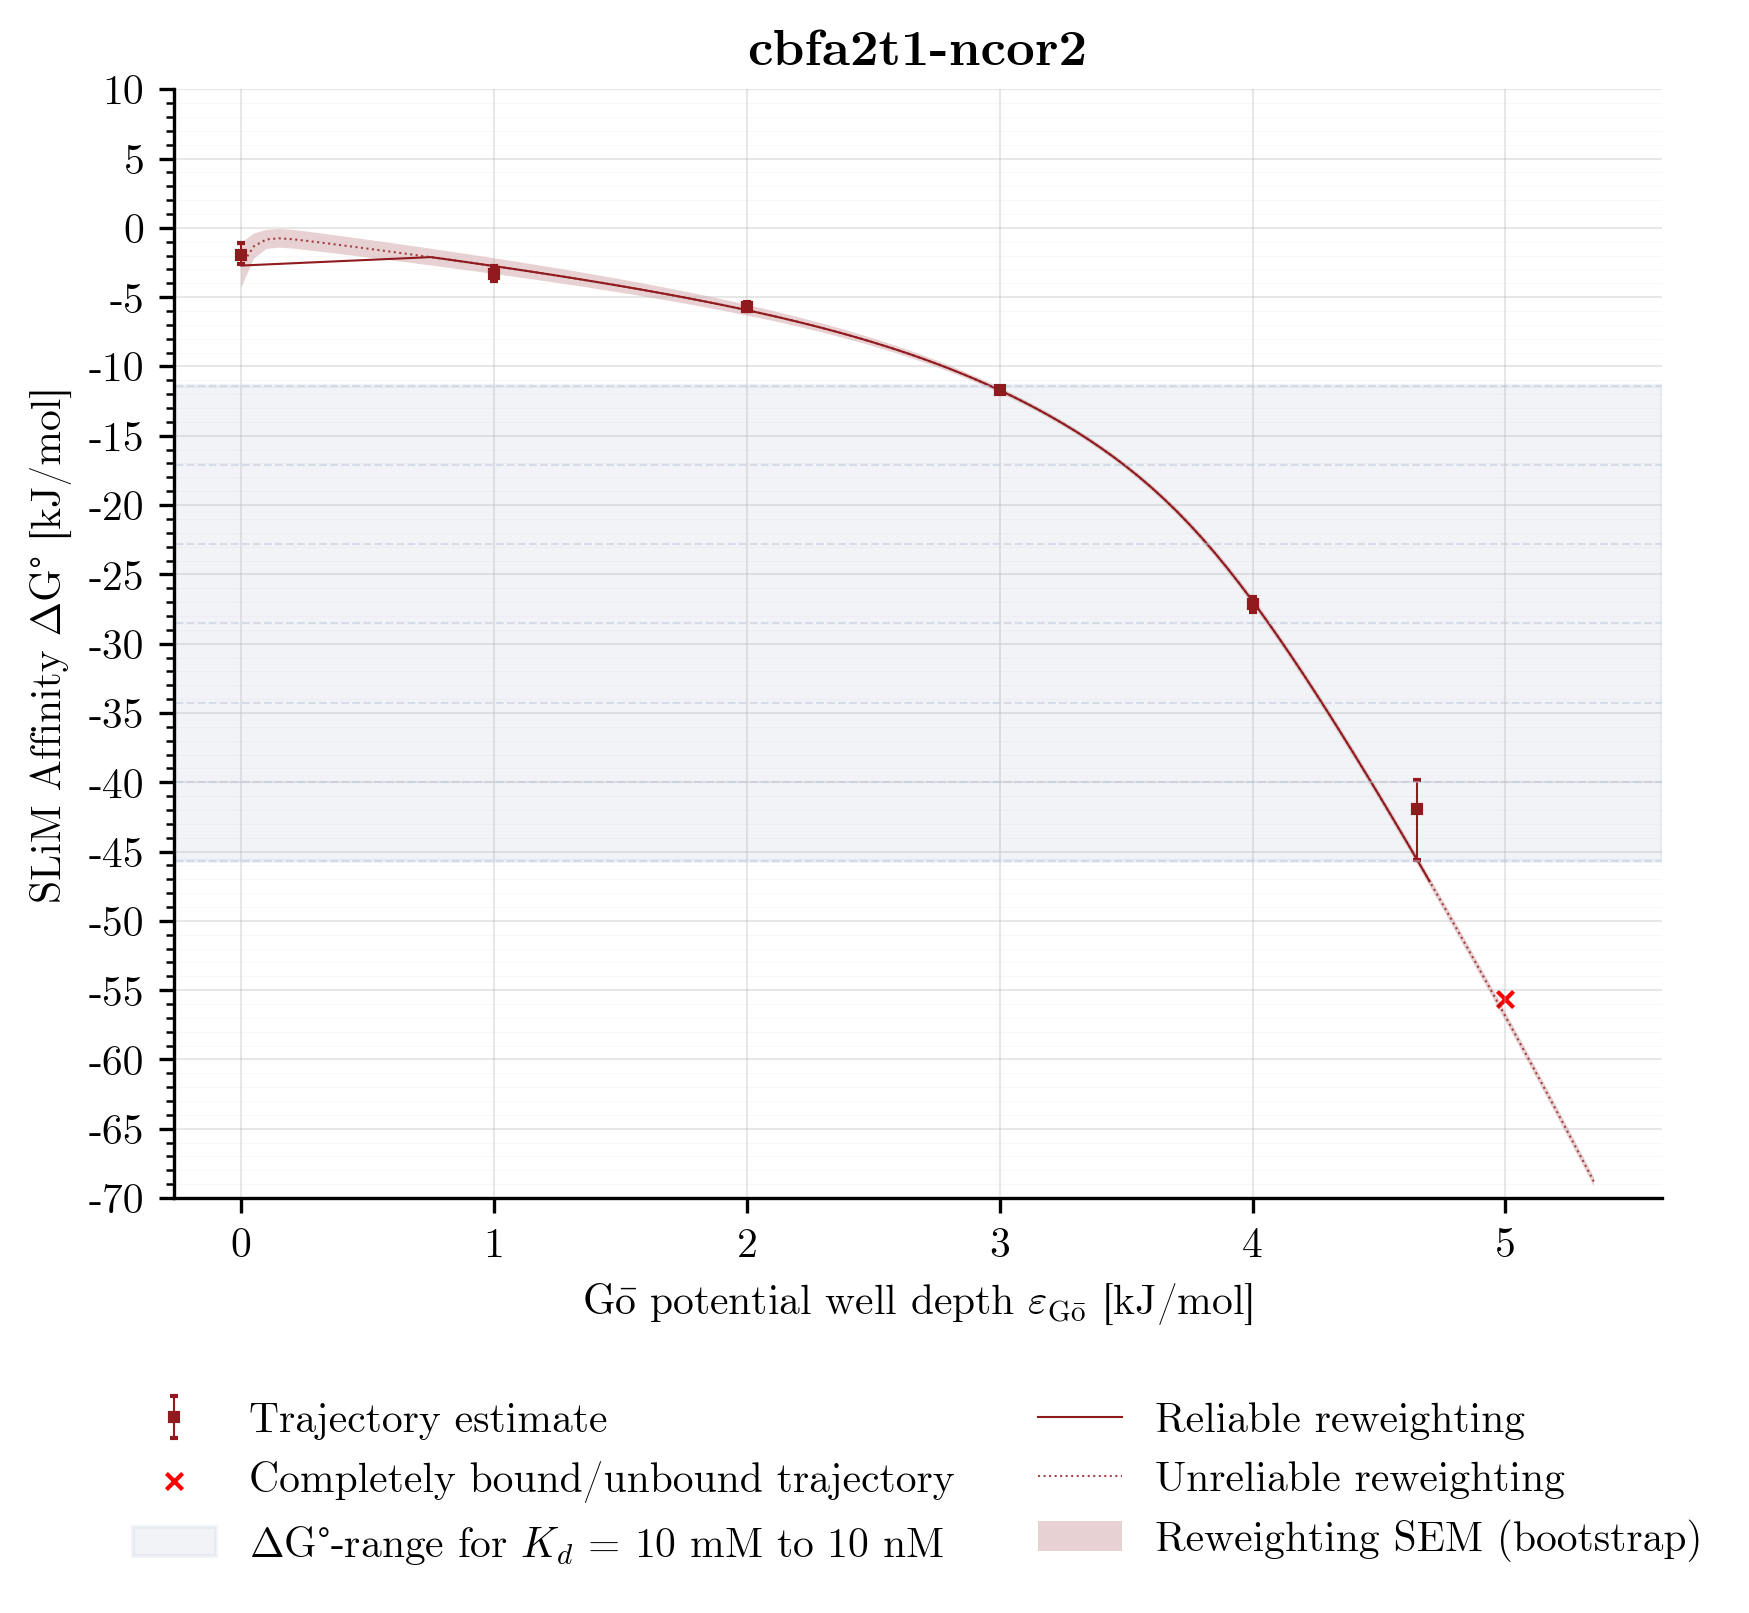 cbfa2t1-ncor2
SLiM Affinity ΔG° [kJ/mol]
10
5
0
-5
-10
-15
-20
-25
-30
-35
-40
-45
-50
-55
-60
-65
-70
0 1 2 3 4 5
Gō potential well depth ε_Gō [kJ/mol]
Trajectory estimate
Completely bound/unbound trajectory
ΔG°-range for K_d = 10 mM to 10 nM
Reliable reweighting
Unreliable reweighting
Reweighting SEM (bootstrap)